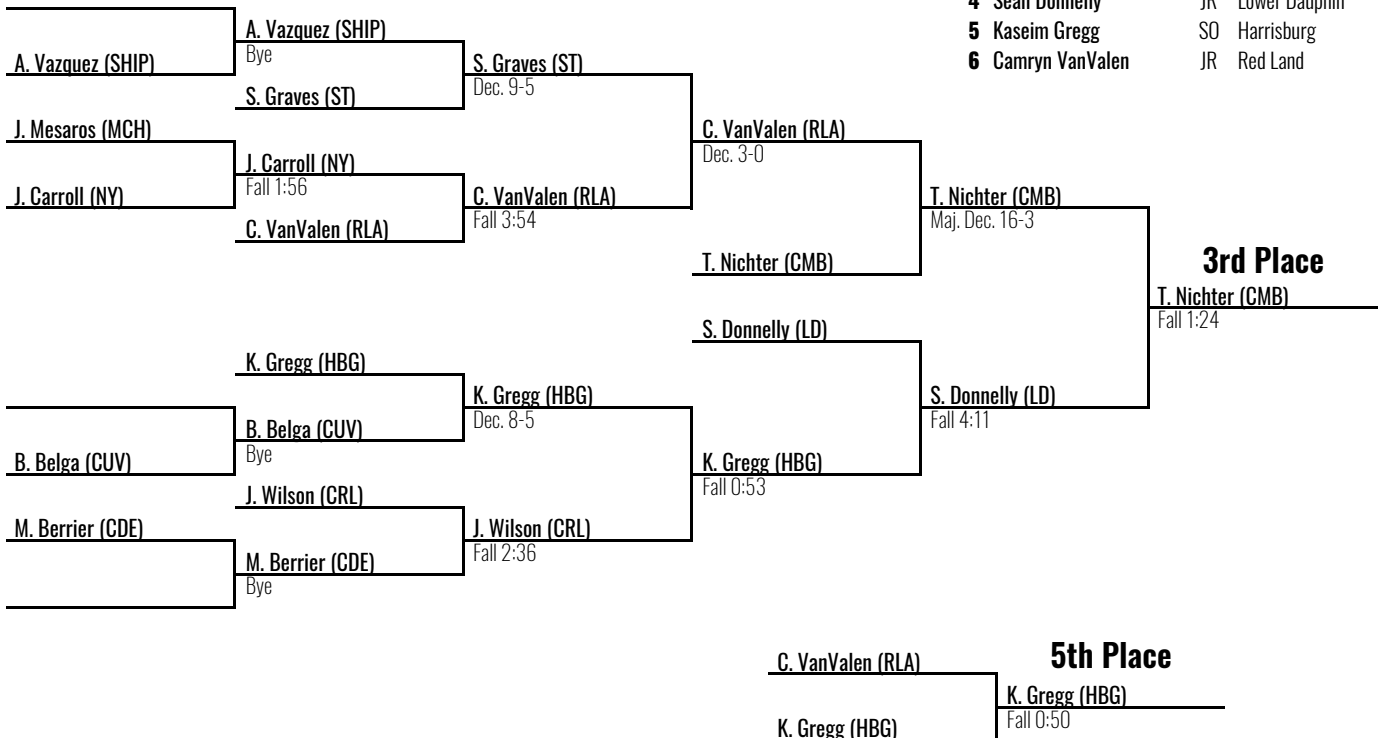 4 Sean Donnelly JR Lower Dauphin
A. Vazquez (SHIP)
5 Kaseim Gregg SO Harrisburg
Bye
A. Vazquez (SHIP)
S. Graves (ST)
6 Camryn VanValen JR Red Land
Dec. 9-5
S. Graves (ST)
J. Mesaros (MCH)
C. VanValen (RLA)
Dec. 3-0
J. Carroll (NY)
Fall 1:56
J. Carroll (NY)
C. VanValen (RLA)
T. Nichter (CMB)
Fall 3:54
Maj. Dec. 16-3
C. VanValen (RLA)
T. Nichter (CMB)
3rd Place
T. Nichter (CMB)
Fall 1:24
S. Donnelly (LD)
K. Gregg (HBG)
K. Gregg (HBG)
S. Donnelly (LD)
Dec. 8-5
Fall 4:11
B. Belga (CUV)
Bye
B. Belga (CUV)
K. Gregg (HBG)
Fall 0:53
J. Wilson (CRL)
M. Berrier (CDE)
J. Wilson (CRL)
Fall 2:36
M. Berrier (CDE)
Bye
5th Place
C. VanValen (RLA)
K. Gregg (HBG)
Fall 0:50
K. Gregg (HBG)